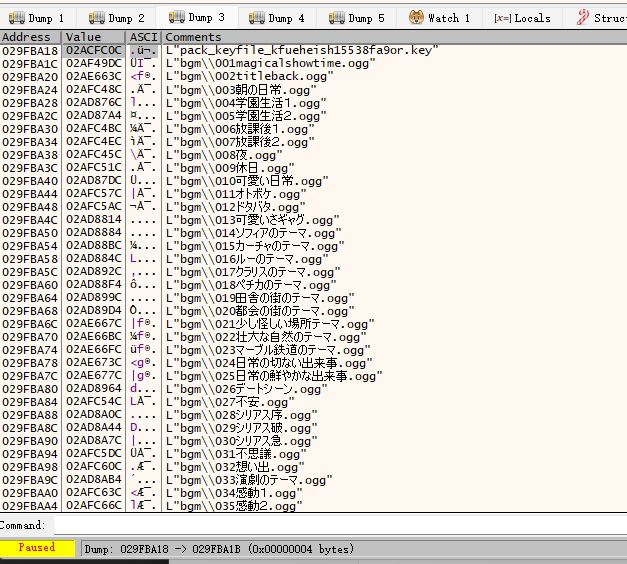 Dump 1 Dump 2 Dump 3 Dump 4 Dump 5 Watch 1 [x=] Locals Struc
Address Value ASCI Comments
029FBA18 02ACFC0C .ü¬. L"pack_keyfile_kfueheish15538fa9or.key"
029FBA1C 02AF49DC ÜI¯. L"bgm\\001magicalshowtime.ogg"
029FBA20 02AE663C <f®. L"bgm\\002titleback.ogg"
029FBA24 02AFC48C .Ä¯. L"bgm\\003朝の日常.ogg"
029FBA28 02AD876C l... L"bgm\\004学園生活1.ogg"
029FBA2C 02AD87A4 ¤... L"bgm\\005学園生活2.ogg"
029FBA30 02AFC4BC ¼Ä¯. L"bgm\\006放課後1.ogg"
029FBA34 02AFC4EC ìÄ¯. L"bgm\\007放課後2.ogg"
029FBA38 02AFC45C \Ä¯. L"bgm\\008夜.ogg"
029FBA3C 02AFC51C .Å¯. L"bgm\\009休日.ogg"
029FBA40 02AD87DC Ü... L"bgm\\010可愛い日常.ogg"
029FBA44 02AFC57C |Å¯. L"bgm\\011オトボケ.ogg"
029FBA48 02AFC5AC ¬Å¯. L"bgm\\012ドタバタ.ogg"
029FBA4C 02AD8814 .... L"bgm\\013可愛いさギャグ.ogg"
029FBA50 02AD8884 .... L"bgm\\014ソフィアのテーマ.ogg"
029FBA54 02AD88BC ¼... L"bgm\\015カーチャのテーマ.ogg"
029FBA58 02AD884C L... L"bgm\\016ルーのテーマ.ogg"
029FBA5C 02AD892C ,... L"bgm\\017クラリスのテーマ.ogg"
029FBA60 02AD88F4 ô... L"bgm\\018ペチカのテーマ.ogg"
029FBA64 02AD899C .... L"bgm\\019田舎の街のテーマ.ogg"
029FBA68 02AD89D4 Ô... L"bgm\\020都会の街のテーマ.ogg"
029FBA6C 02AE667C |f®. L"bgm\\021少し怪しい場所テーマ.ogg"
029FBA70 02AE66BC ¼f®. L"bgm\\022壮大な自然のテーマ.ogg"
029FBA74 02AE66FC üf®. L"bgm\\023マーブル鉄道のテーマ.ogg"
029FBA78 02AE673C <g®. L"bgm\\024日常の切ない出来事.ogg"
029FBA7C 02AE677C |g®. L"bgm\\025日常の鮮やかな出来事.ogg"
029FBA80 02AD8964 d... L"bgm\\026デートシーン.ogg"
029FBA84 02AFC54C LÅ¯. L"bgm\\027不安.ogg"
029FBA88 02AD8A0C .... L"bgm\\028シリアス序.ogg"
029FBA8C 02AD8A44 D... L"bgm\\029シリアス破.ogg"
029FBA90 02AD8A7C |... L"bgm\\030シリアス急.ogg"
029FBA94 02AFC5DC ÜÅ¯. L"bgm\\031不思議.ogg"
029FBA98 02AFC60C .Æ¯. L"bgm\\032想い出.ogg"
029FBA9C 02AD8AB4 ´... L"bgm\\033演劇のテーマ.ogg"
029FBAA0 02AFC63C <Æ¯. L"bgm\\034感動1.ogg"
029FBAA4 02AFC66C lÆ¯. L"bgm\\035感動2.ogg"
Command:
Paused Dump: 029FBA18 -> 029FBA1B (0x00000004 bytes)